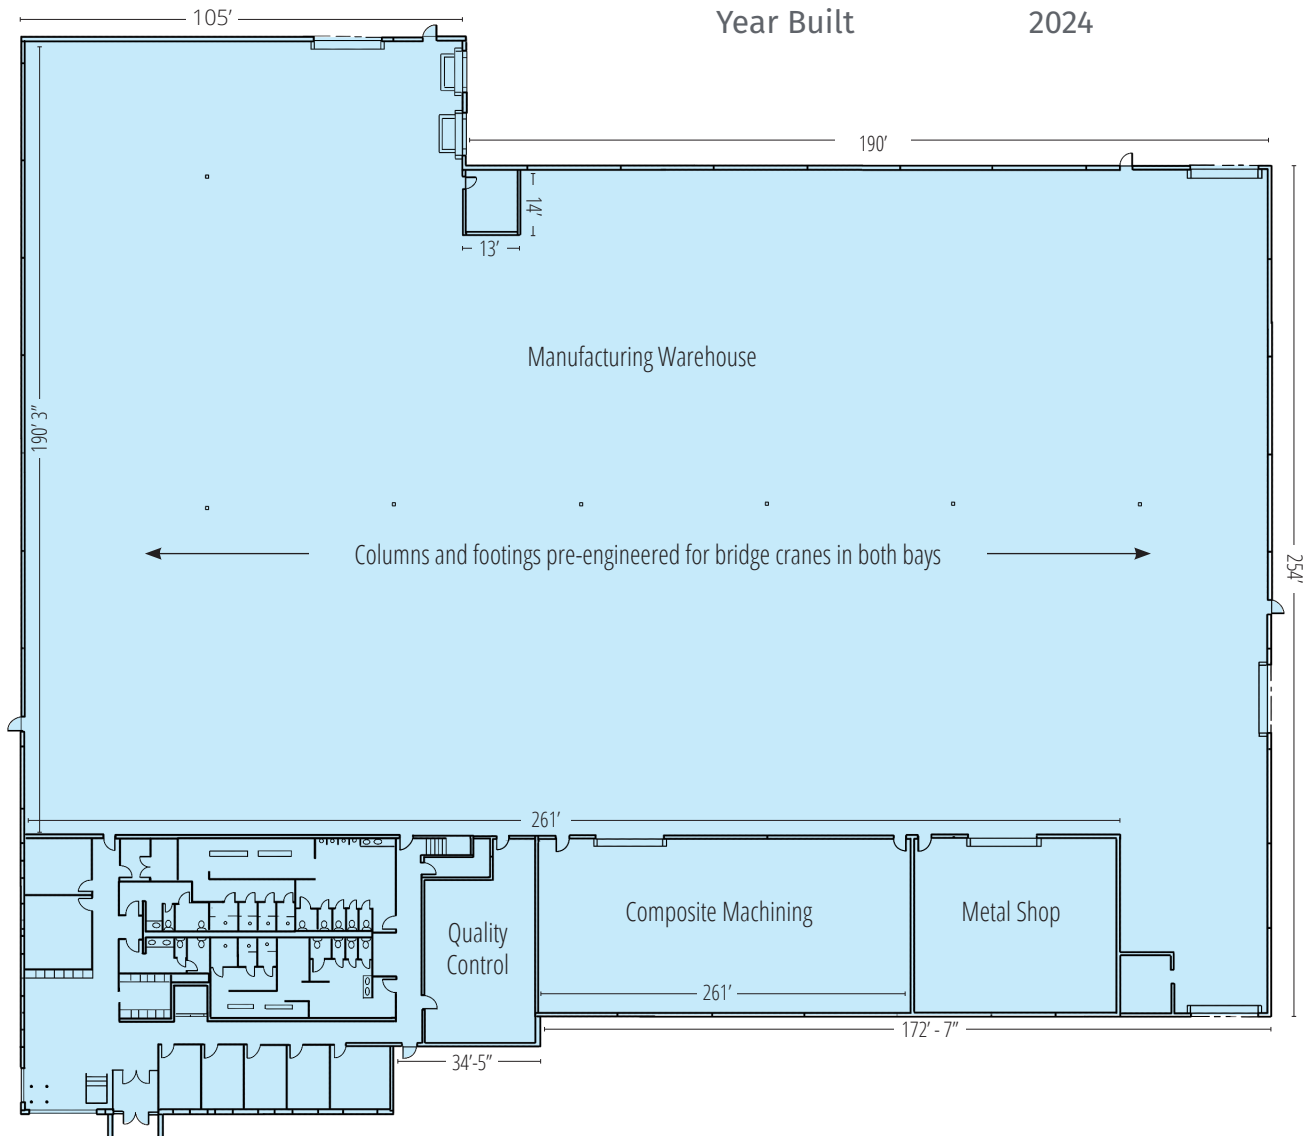 Year Built 2024
105’
190’
14’
13’
Manufacturing Warehouse
190’ 3”
Columns and footings pre-engineered for bridge cranes in both bays
254’
261’
Composite Machining
Metal Shop
Quality
Control
261’
172’ - 7”
34’-5”